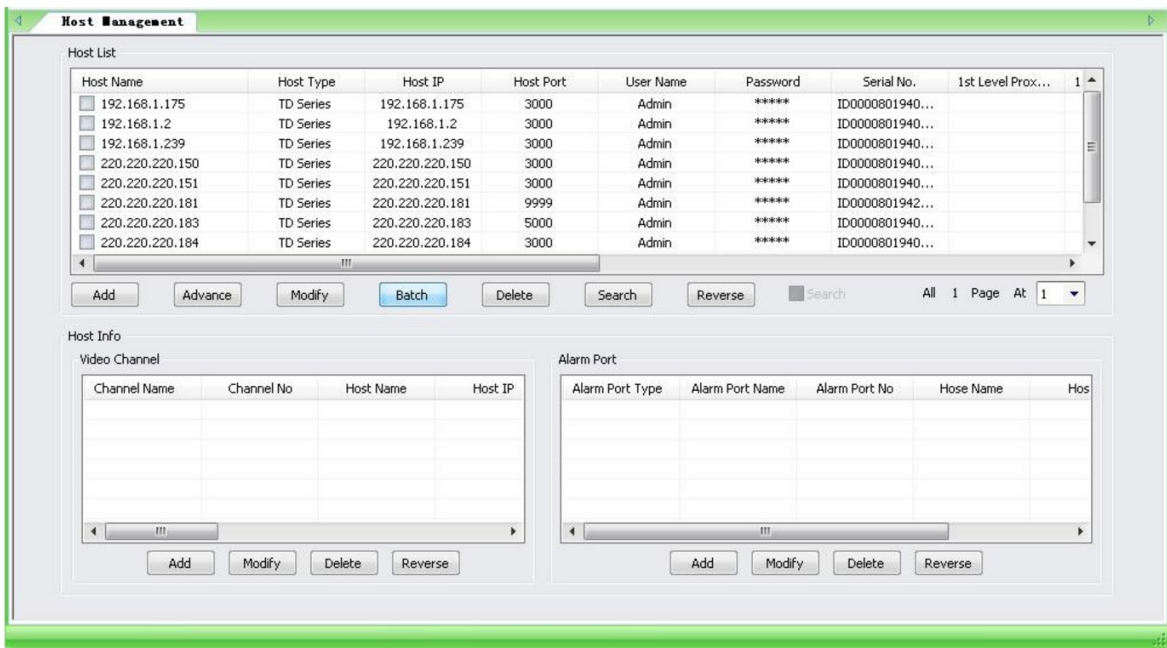 Host Management
Host List
Host Name Host Type Host IP Host Port User Name Password Serial No. 1st Level Prox... 1
192.168.1.175 TD Series 192.168.1.175 3000 Admin ***** ID0000801940...
192.168.1.2 TD Series 192.168.1.2 3000 Admin ***** ID0000801940...
192.168.1.239 TD Series 192.168.1.239 3000 Admin ***** ID0000801940...
220.220.220.150 TD Series 220.220.220.150 3000 Admin ***** ID0000801940...
220.220.220.151 TD Series 220.220.220.151 3000 Admin ***** ID0000801940...
220.220.220.181 TD Series 220.220.220.181 9999 Admin ***** ID0000801942...
220.220.220.183 TD Series 220.220.220.183 5000 Admin ***** ID0000801940...
220.220.220.184 TD Series 220.220.220.184 3000 Admin ***** ID0000801940...
Add Advance Modify Batch Delete Search Reverse Search All 1 Page At 1
Host Info
Video Channel Alarm Port
Channel Name Channel No Host Name Host IP Alarm Port Type Alarm Port Name Alarm Port No Hose Name Hos
Add Modify Delete Reverse Add Modify Delete Reverse